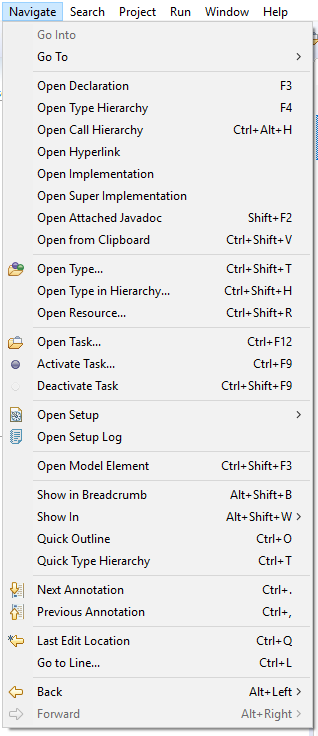 Navigate Search Project Run Window Help
Go Into
Go To
Open Declaration F3
Open Type Hierarchy F4
Open Call Hierarchy Ctrl+Alt+H
Open Hyperlink
Open Implementation
Open Super Implementation
Open Attached Javadoc Shift+F2
Open from Clipboard Ctrl+Shift+V
Open Type... Ctrl+Shift+T
Open Type in Hierarchy... Ctrl+Shift+H
Open Resource... Ctrl+Shift+R
Open Task... Ctrl+F12
Activate Task... Ctrl+F9
Deactivate Task Ctrl+Shift+F9
Open Setup
Open Setup Log
Open Model Element Ctrl+Shift+F3
Show in Breadcrumb Alt+Shift+B
Show In Alt+Shift+W
Quick Outline Ctrl+O
Quick Type Hierarchy Ctrl+T
Next Annotation Ctrl+.
Previous Annotation Ctrl+,
Last Edit Location Ctrl+Q
Go to Line... Ctrl+L
Back Alt+Left
Forward Alt+Right